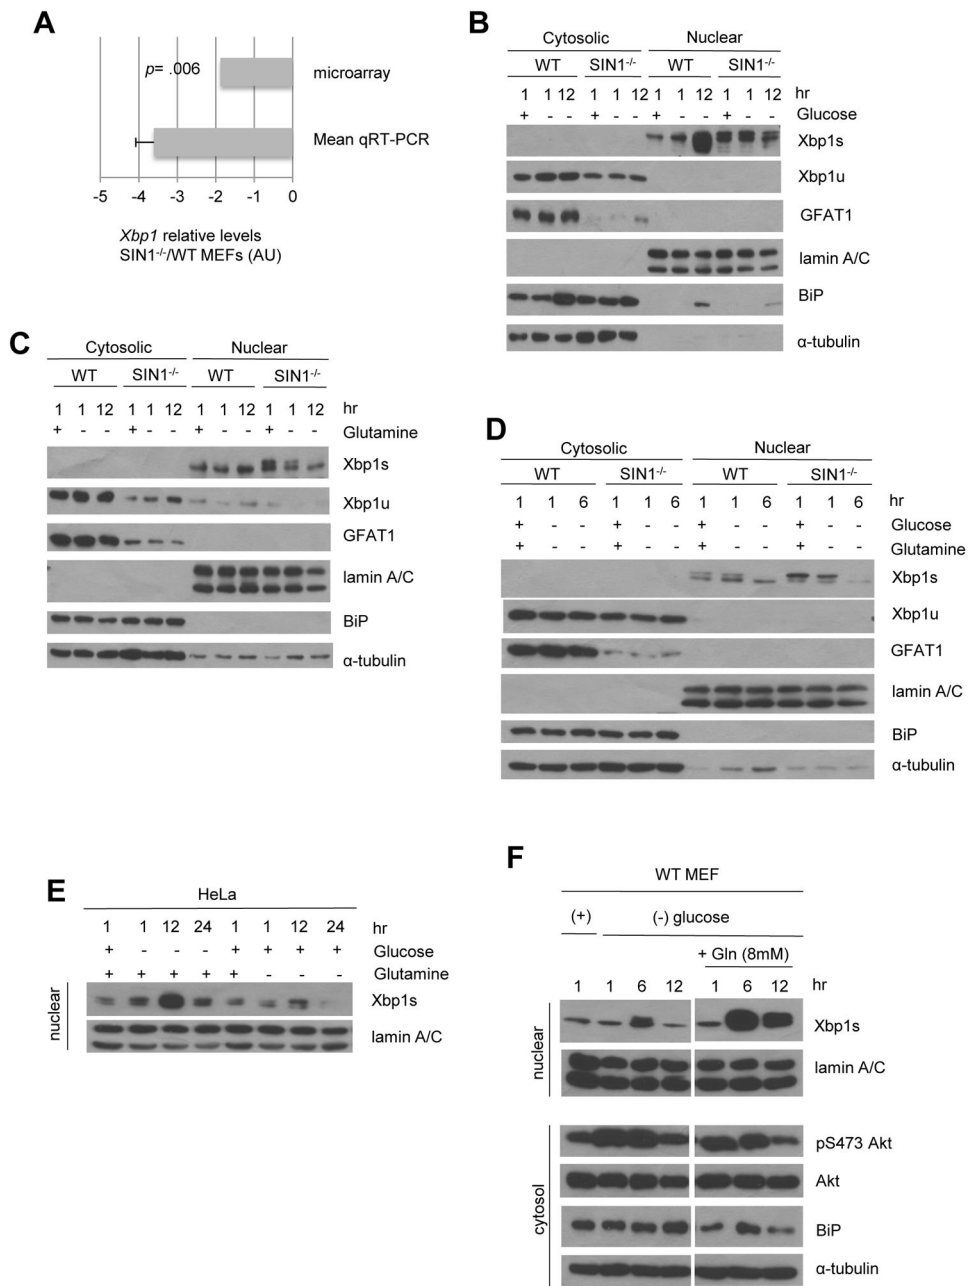 A
p= .006
microarray
Mean qRT-PCR
-5 -4 -3 -2 -1 0
Xbp1 relative levels
SIN1-/-/WT MEFs (AU)
B
Cytosolic Nuclear
WT SIN1-/- WT SIN1-/-
1 1 12 1 1 12 1 1 12 1 1 12 hr
+ - - + - - + - - + - - Glucose
Xbp1s
Xbp1u
GFAT1
lamin A/C
BiP
α-tubulin
C
Cytosolic Nuclear
WT SIN1-/- WT SIN1-/-
1 1 12 1 1 12 1 1 12 1 1 12 hr
+ - - + - - + - - + - - Glutamine
Xbp1s
Xbp1u
GFAT1
lamin A/C
BiP
α-tubulin
D
Cytosolic Nuclear
WT SIN1-/- WT SIN1-/-
1 1 6 1 1 6 1 1 6 1 1 6 hr
+ - - + - - + - - + - - Glucose
+ - - + - - + - - + - - Glutamine
Xbp1s
Xbp1u
GFAT1
lamin A/C
BiP
α-tubulin
E
HeLa
1 1 12 24 1 1 12 24 hr
+ - - - + + + + Glucose
+ + + + + - - - Glutamine
nuclear
Xbp1s
lamin A/C
F
WT MEF
(+) (-) glucose
+ Gln (8mM)
1 1 6 12 1 6 12 hr
nuclear
Xbp1s
lamin A/C
cytosol
pS473 Akt
Akt
BiP
α-tubulin